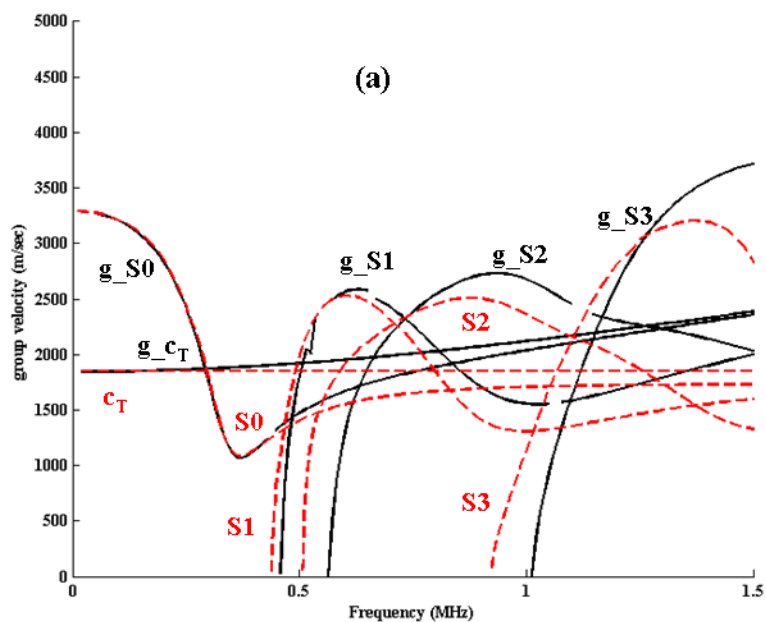 (a)
5000
4500
4000
3500
3000
2500
2000
1500
1000
500
0
group velocity (m/sec)
g_S0
g_S1
g_S2
g_S3
g_cT
cT
S0
S1
S2
S3
0
0.5
1
1.5
Frequency (MHz)